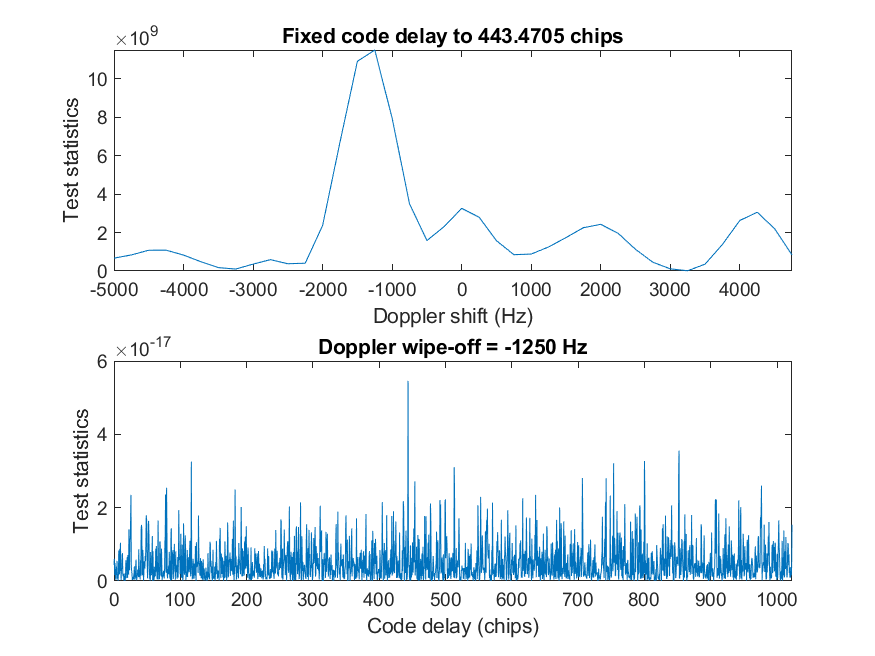 ×10^9
Fixed code delay to 443.4705 chips
Test statistics
10
8
6
4
2
0
-5000 -4000 -3000 -2000 -1000 0 1000 2000 3000 4000
Doppler shift (Hz)
×10^-17
Doppler wipe-off = -1250 Hz
Test statistics
6
4
2
0
0 100 200 300 400 500 600 700 800 900 1000
Code delay (chips)